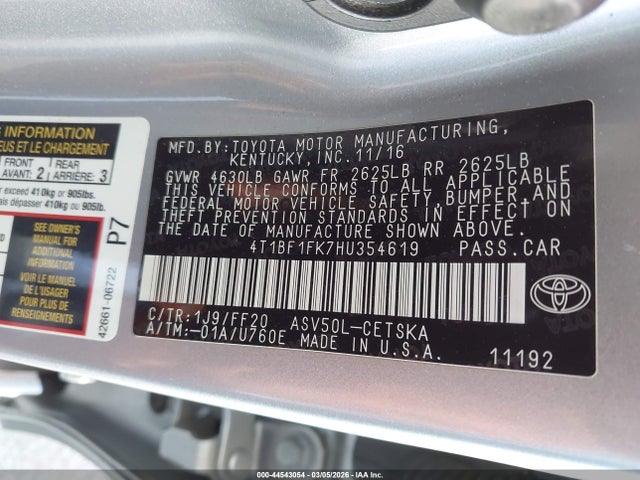 G INFORMATION
EUS ET LE CHARGEMENT
FRONT
AVANT: 2
REAR
ARRIÈRE: 3
exceed 410kg or 905lbs.
ais dépasser 410kg ou 905lbs.
SEE OWNER'S
MANUAL FOR
ADDITIONAL
INFORMATION
VOIR LE MANUEL
DE L'USAGER
POUR PLUS DE
RENSEIGNEMENTS
P7
42661-06722
MFD.BY:TOYOTA MOTOR MANUFACTURING,
KENTUCKY,INC.11/16
GVWR 4630LB GAWR FR 2625LB RR 2625LB
THIS VEHICLE CONFORMS TO ALL APPLICABLE
FEDERAL MOTOR VEHICLE SAFETY,BUMPER,AND
THEFT PREVENTION STANDARDS IN EFFECT ON
THE DATE OF MANUFACTURE SHOWN ABOVE.
4T1BF1FK7HU354619 PASS.CAR
C/TR:1J9/FF20 ASV50L-CETSKA
A/TM:-01A/U760E MADE IN U.S.A.
11192
000-44543054 - 03/05/2026 - IAA Inc.